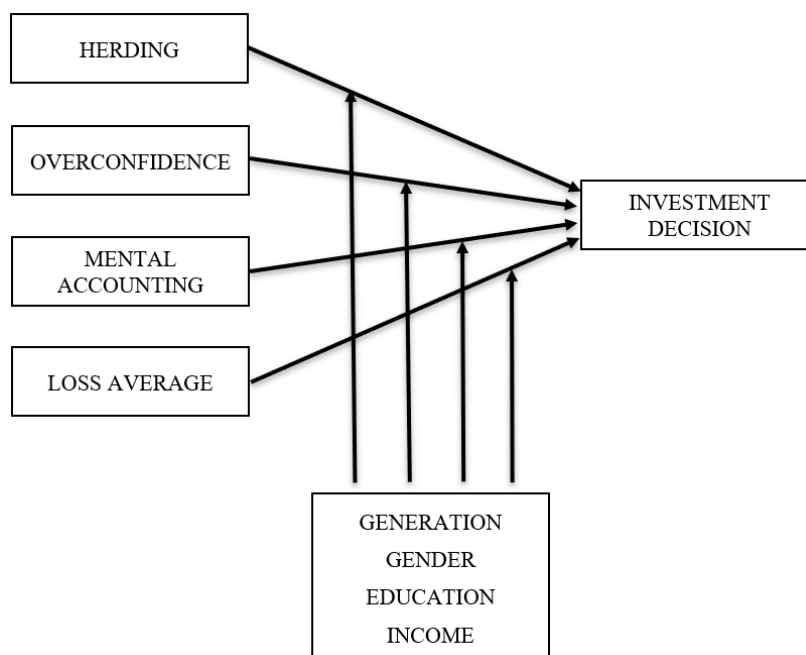 HERDING
OVERCONFIDENCE
MENTAL
ACCOUNTING
LOSS AVERAGE
INVESTMENT
DECISION
GENERATION
GENDER
EDUCATION
INCOME